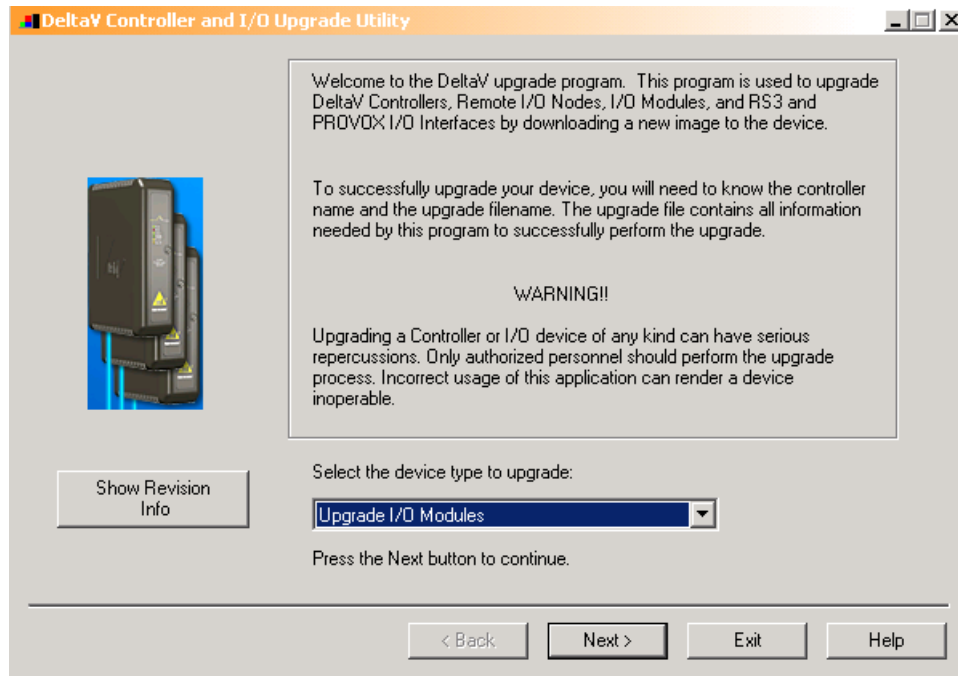 DeltaV Controller and I/O Upgrade Utility
Welcome to the DeltaV upgrade program. This program is used to upgrade
DeltaV Controllers, Remote I/O Nodes, I/O Modules, and RS3 and
PROVOX I/O Interfaces by downloading a new image to the device.
To successfully upgrade your device, you will need to know the controller
name and the upgrade filename. The upgrade file contains all information
needed by this program to successfully perform the upgrade.
WARNING!!
Upgrading a Controller or I/O device of any kind can have serious
repercussions. Only authorized personnel should perform the upgrade
process. Incorrect usage of this application can render a device
inoperable.
Show Revision
Info
Select the device type to upgrade:
Upgrade I/O Modules
Press the Next button to continue.
< Back
Next >
Exit
Help